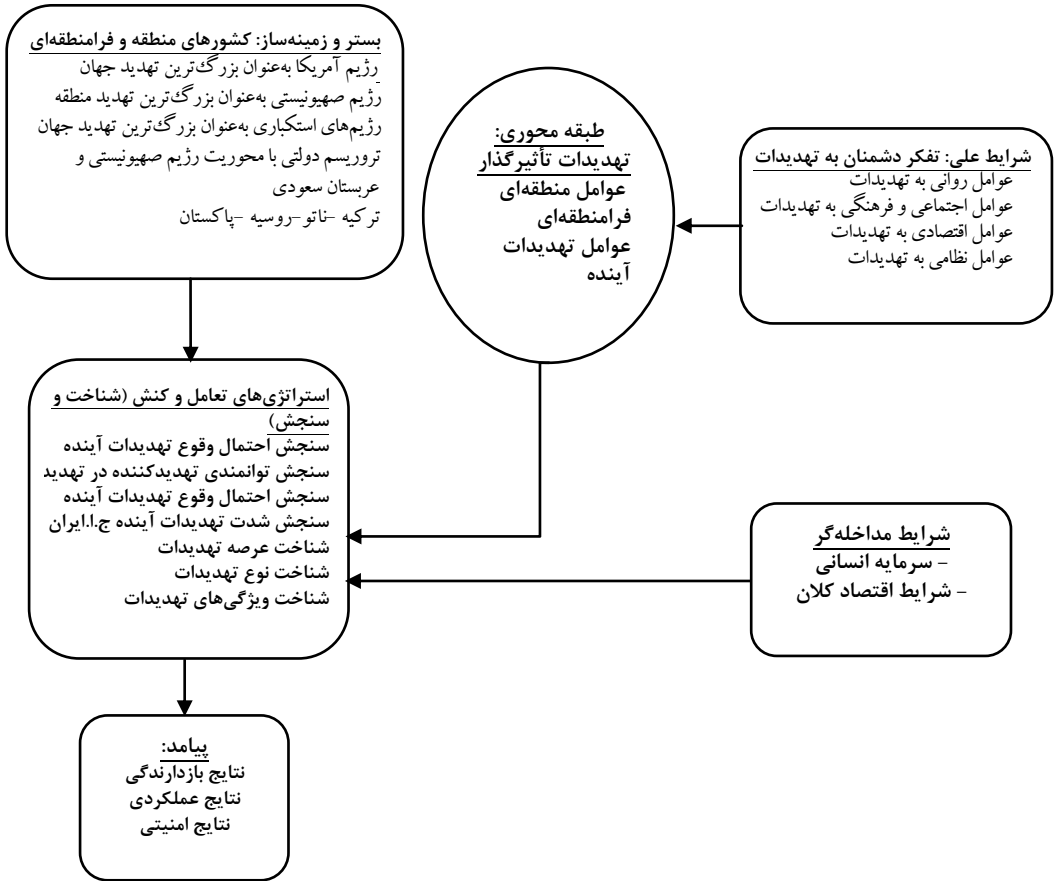 بستر و زمینه‌ساز: کشورهای منطقه و فرامنطقه‌ای
رژیم آمریکا به‌عنوان بزرگ‌ترین تهدید جهان
رژیم صهیونیستی به‌عنوان بزرگ‌ترین تهدید منطقه
رژیم‌های استکباری به‌عنوان بزرگ‌ترین تهدید جهان
تروریسم دولتی با محوریت رژیم صهیونیستی و
عربستان سعودی
ترکیه -ناتو-روسیه -پاکستان
طبقه محوری:
تهدیدات تأثیرگذار
عوامل منطقه‌ای
فرامنطقه‌ای
عوامل تهدیدات
آینده
شرایط علی: تفکر دشمنان به تهدیدات
عوامل روانی به تهدیدات
عوامل اجتماعی و فرهنگی به تهدیدات
عوامل اقتصادی به تهدیدات
عوامل نظامی به تهدیدات
استراتژی‌های تعامل و کنش (شناخت و
سنجش)
سنجش احتمال وقوع تهدیدات آینده
سنجش توانمندی تهدیدکننده در تهدید
سنجش احتمال وقوع تهدیدات آینده
سنجش شدت تهدیدات آینده ج.ا.ایران
شناخت عرصه تهدیدات
شناخت نوع تهدیدات
شناخت ویژگی‌های تهدیدات
شرایط مداخله‌گر
- سرمایه انسانی
- شرایط اقتصاد کلان
پیامد:
نتایج بازدارندگی
نتایج عملکردی
نتایج امنیتی